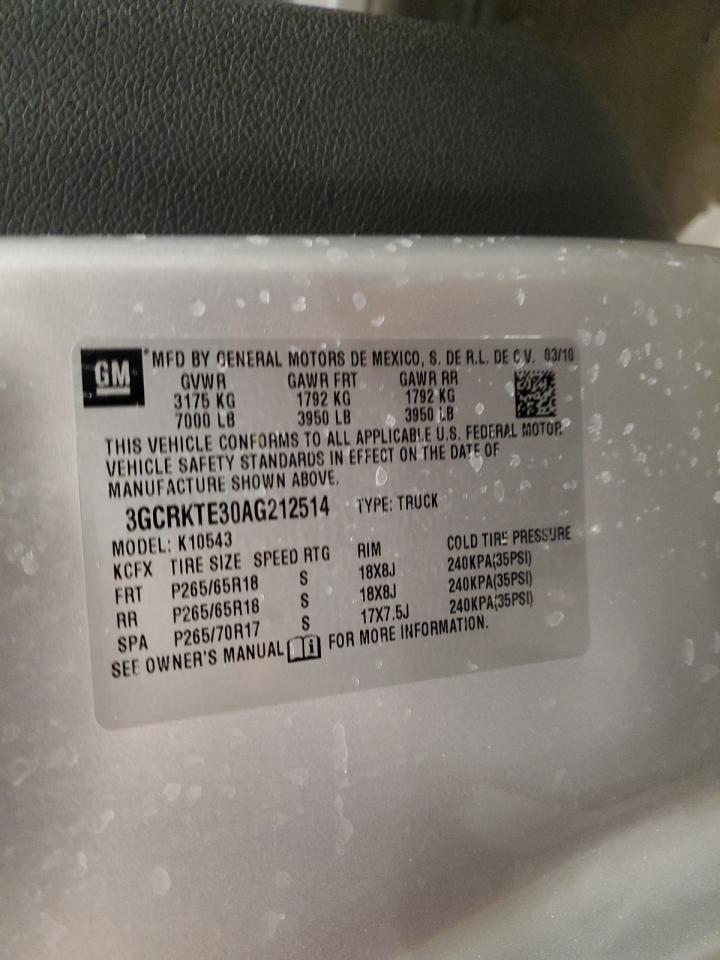 GM
*MFD BY GENERAL MOTORS DE MEXICO, S. DE R.L. DE C V. 03/10
GVWR GAWR FRT GAWR RR
3175 KG 1792 KG 1792 KG
7000 LB 3950 LB 3950 LB
THIS VEHICLE CONFORMS TO ALL APPLICABLE U.S. FEDERAL MOTOR
VEHICLE SAFETY STANDARDS IN EFFECT ON THE DATE OF
MANUFACTURE SHOWN ABOVE.
3GCRKTE30AG212514 TYPE: TRUCK
MODEL: K10543
KCFX TIRE SIZE SPEED RTG RIM COLD TIRE PRESSURE
FRT P265/65R18 S 18X8J 240KPA(35PSI)
RR P265/65R18 S 18X8J 240KPA(35PSI)
SPA P265/70R17 S 17X7.5J 240KPA(35PSI)
SEE OWNER'S MANUAL i FOR MORE INFORMATION.